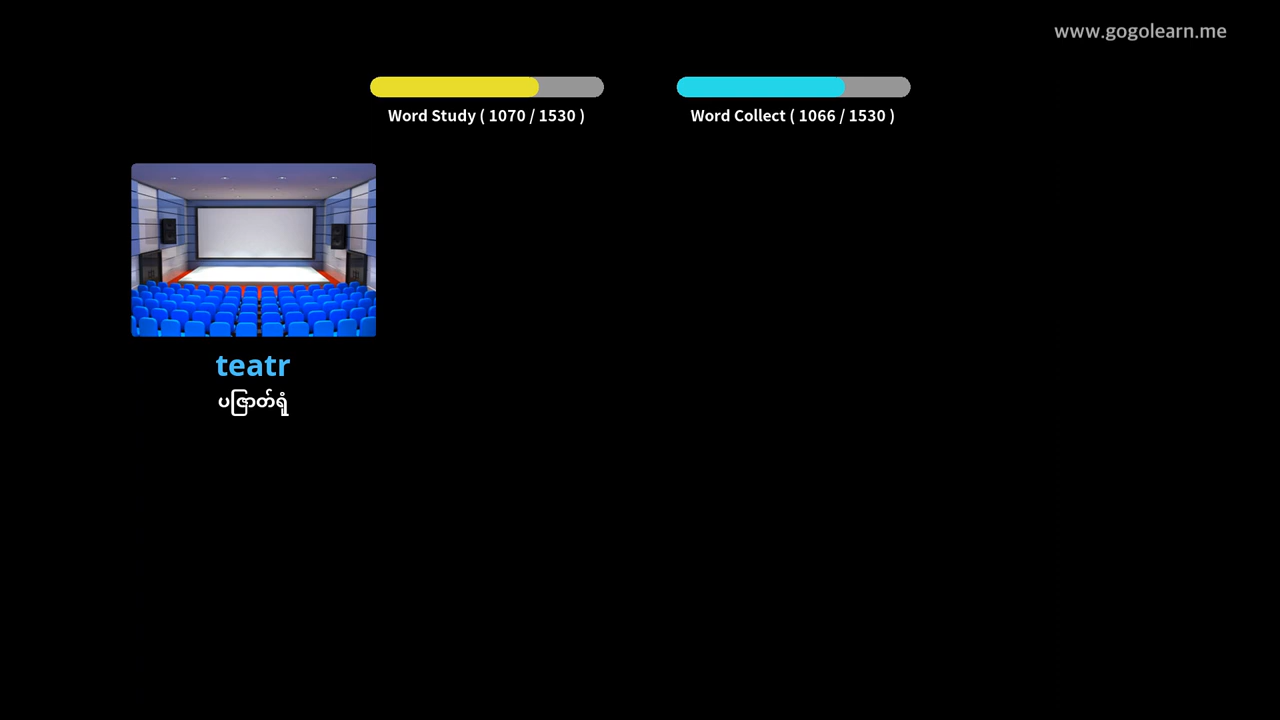 www.gogolearn.me
Word Study ( 1070 / 1530 )
Word Collect ( 1066 / 1530 )
teatr
ပဇြာတ်ရုံ